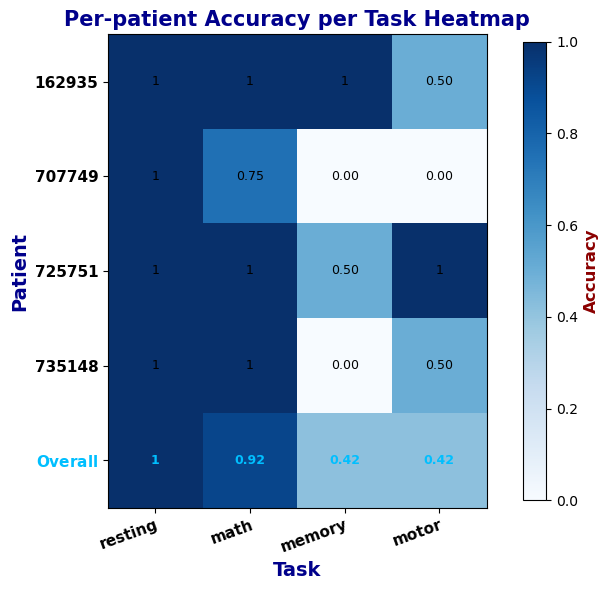 Per-patient Accuracy per Task Heatmap
162935 1 1 1 0.50
707749 1 0.75 0.00 0.00
725751 1 1 0.50 1
735148 1 1 0.00 0.50
Overall 1 0.92 0.42 0.42
resting math memory motor
Task
Patient
1.0
0.8
0.6
0.4
0.2
0.0
Accuracy